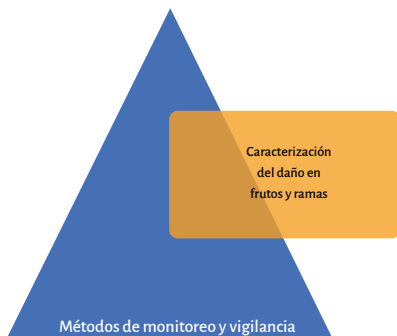 Caracterización
del daño en
frutos y ramas
Métodos de monitoreo y vigilancia